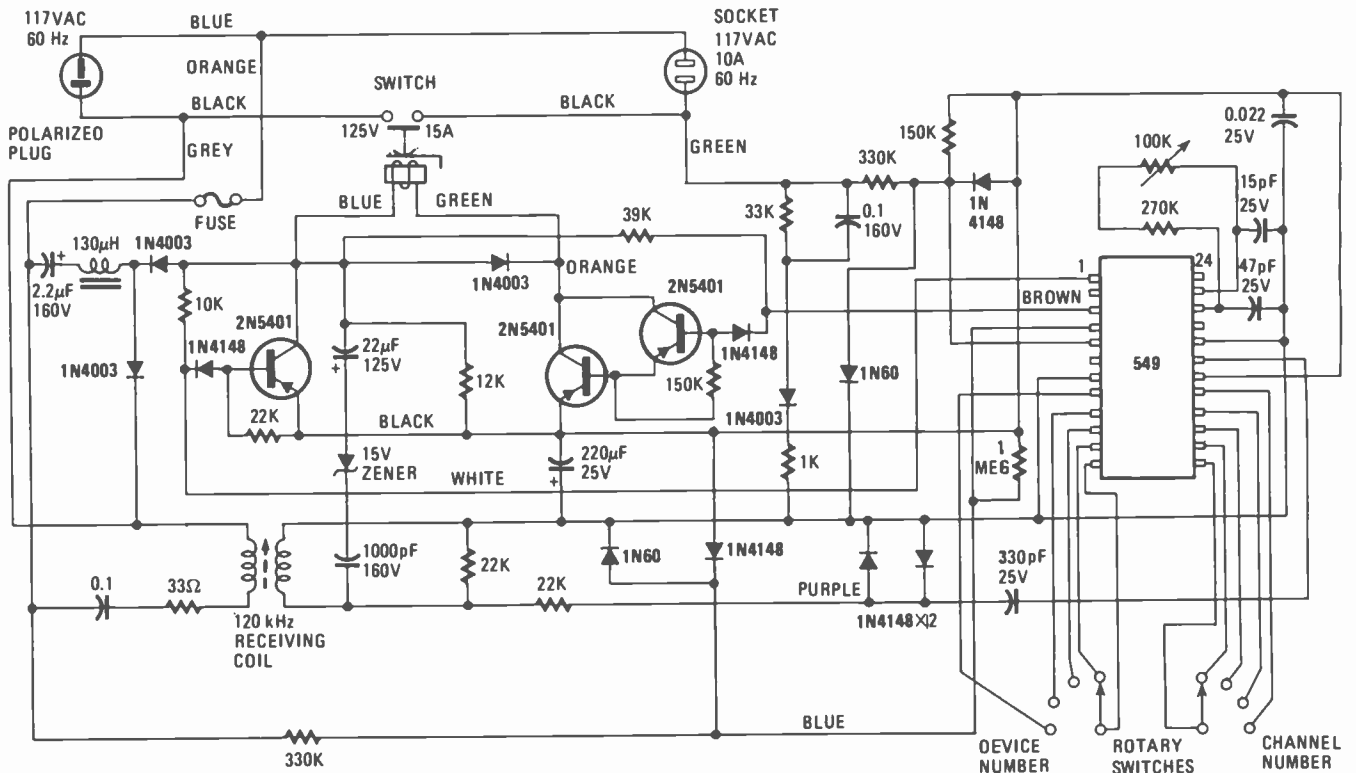 117VAC
60 Hz
BLUE
SOCKET
117VAC
10A
60 Hz
ORANGE
SWITCH
BLACK
BLACK
125V
15A
POLARIZED
PLUG
GREY
GREEN
150K
0.022
25V
100K
330K
15pF
25V
BLUE
GREEN
FUSE
39K
33K
0.1
160V
1N
4148
270K
130µH
1N4003
1N4003
ORANGE
1
24
47pF
25V
2.2µF
160V
10K
2N5401
BROWN
2N5401
2N5401
1N4148
22µF
125V
1N4148
549
1N4003
12K
150K
1N60
22K
BLACK
1N4003
15V
ZENER
220µF
25V
1K
1
MEG
WHITE
1000pF
160V
22K
1N60
1N4148
330pF
25V
0.1
33Ω
22K
PURPLE
1N4148×2
120 kHz
RECEIVING
COIL
BLUE
330K
DEVICE
NUMBER
ROTARY
SWITCHES
CHANNEL
NUMBER